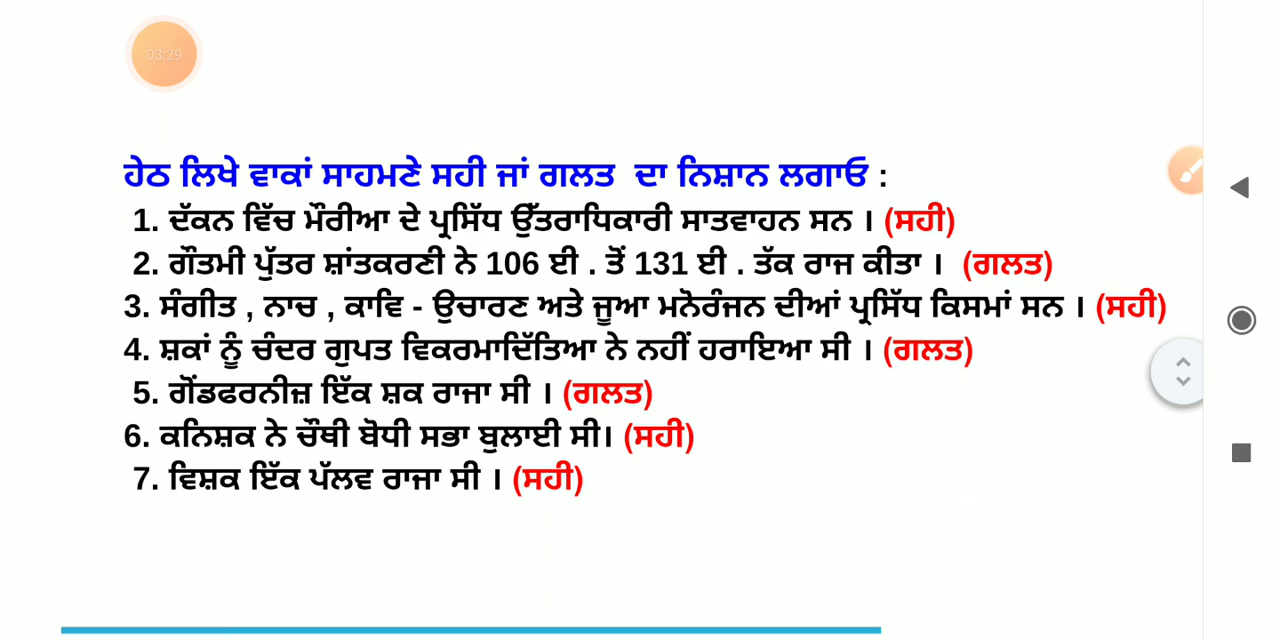 03:29
ਹੇਠ ਲਿਖੇ ਵਾਕਾਂ ਸਾਹਮਣੇ ਸਹੀ ਜਾਂ ਗਲਤ ਦਾ ਨਿਸ਼ਾਨ ਲਗਾਓ :
1. ਦੱਕਨ ਵਿੱਚ ਮੌਰੀਆ ਦੇ ਪ੍ਰਸਿੱਧ ਉੱਤਰਾਧਿਕਾਰੀ ਸਾਤਵਾਹਨ ਸਨ । (ਸਹੀ)
2. ਗੌਤਮੀ ਪੁੱਤਰ ਸ਼ਾਂਤਕਰਣੀ ਨੇ 106 ਈ . ਤੋਂ 131 ਈ . ਤੱਕ ਰਾਜ ਕੀਤਾ । (ਗਲਤ)
3. ਸੰਗੀਤ , ਨਾਚ , ਕਾਵਿ - ਉਚਾਰਣ ਅਤੇ ਜੂਆ ਮਨੋਰੰਜਨ ਦੀਆਂ ਪ੍ਰਸਿੱਧ ਕਿਸਮਾਂ ਸਨ । (ਸਹੀ)
4. ਸ਼ਕਾਂ ਨੂੰ ਚੰਦਰ ਗੁਪਤ ਵਿਕਰਮਾਦਿੱਤਿਆ ਨੇ ਨਹੀਂ ਹਰਾਇਆ ਸੀ । (ਗਲਤ)
5. ਗੋਂਡਫਰਨੀਜ਼ ਇੱਕ ਸ਼ਕ ਰਾਜਾ ਸੀ । (ਗਲਤ)
6. ਕਨਿਸ਼ਕ ਨੇ ਚੌਥੀ ਬੋਧੀ ਸਭਾ ਬੁਲਾਈ ਸੀ। (ਸਹੀ)
7. ਵਿਸ਼ਕ ਇੱਕ ਪੱਲਵ ਰਾਜਾ ਸੀ । (ਸਹੀ)